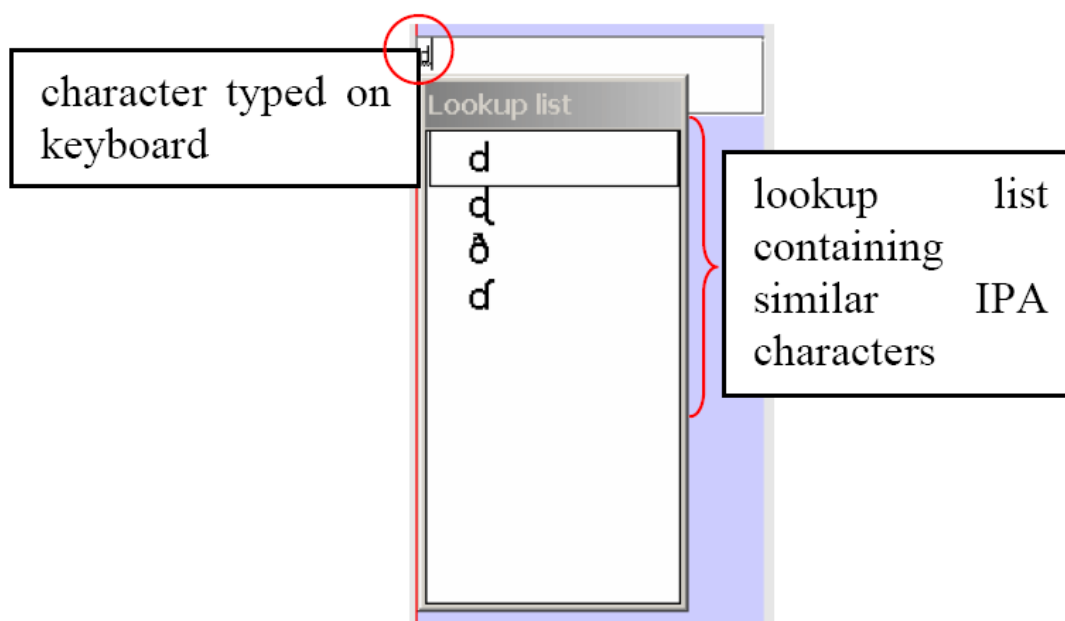 d
character typed on
keyboard
Lookup list
d
ɖ
ð
ɗ
lookup list
containing
similar IPA
characters